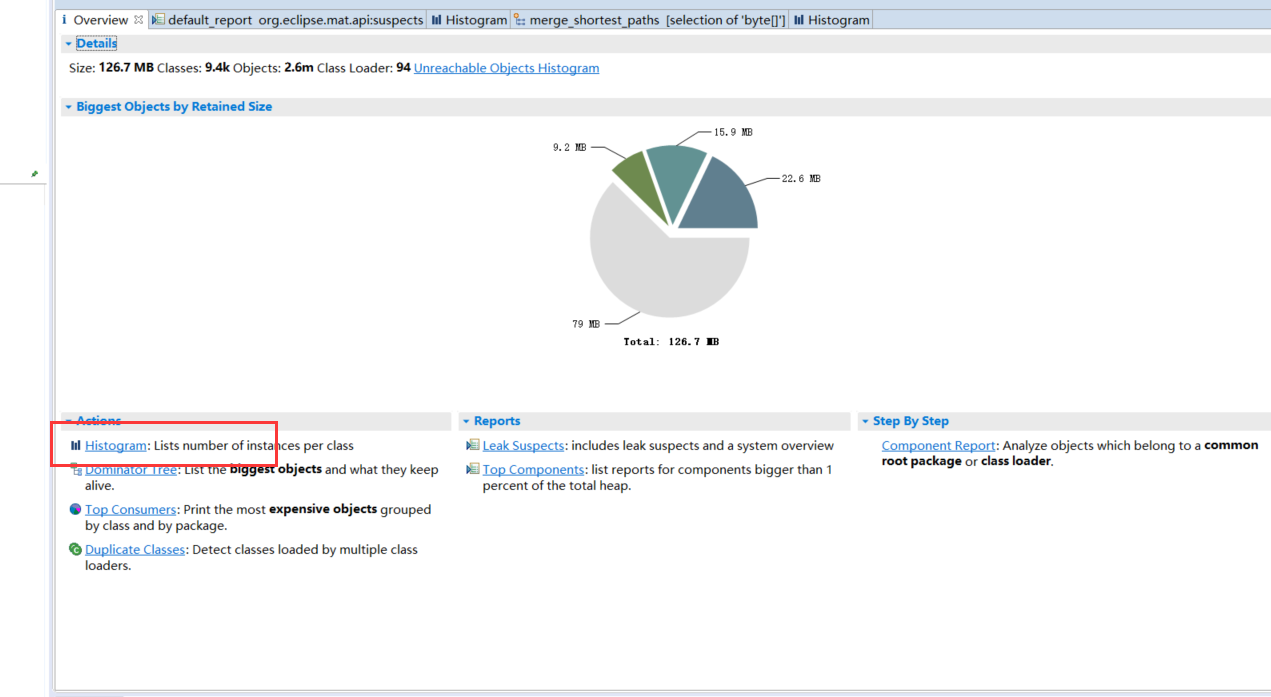 i Overview default_report org.eclipse.mat.api:suspects Histogram merge_shortest_paths [selection of 'byte[]'] Histogram
Details
Size: 126.7 MB Classes: 9.4k Objects: 2.6m Class Loader: 94 Unreachable Objects Histogram
Biggest Objects by Retained Size
15.9 MB
9.2 MB
22.6 MB
79 MB
Total: 126.7 MB
Actions
Histogram: Lists number of instances per class
Dominator Tree: List the biggest objects and what they keep
alive.
Top Consumers: Print the most expensive objects grouped
by class and by package.
Duplicate Classes: Detect classes loaded by multiple class
loaders.
Reports
Leak Suspects: includes leak suspects and a system overview
Top Components: list reports for components bigger than 1
percent of the total heap.
Step By Step
Component Report: Analyze objects which belong to a common
root package or class loader.